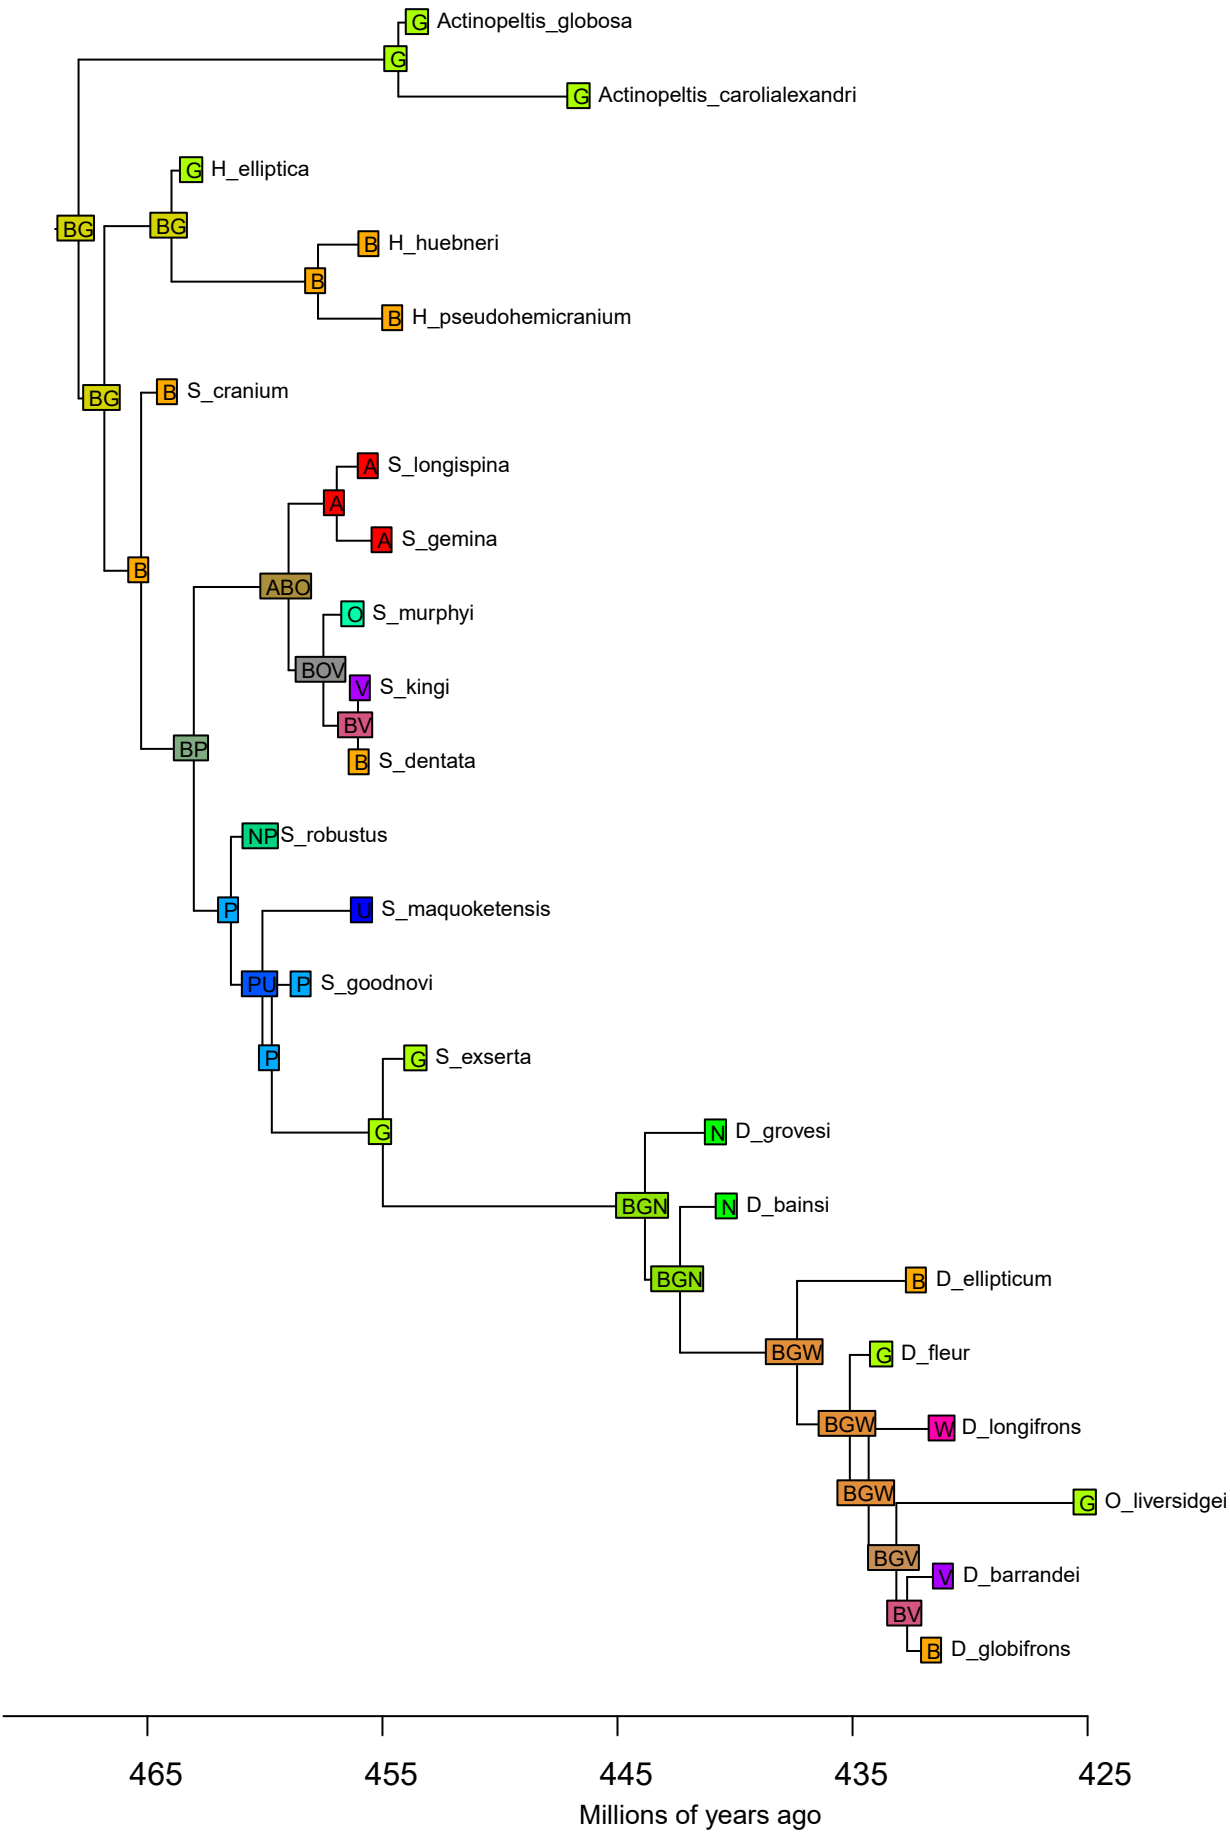 G Actinopeltis_globosa
G
G Actinopeltis_carolialexandri
G H_elliptica
BG BG
B H_huebneri
B
B H_pseudohemicranium
B S_cranium
BG
A S_longispina
A
A S_gemina
B
ABO
O S_murphyi
BOV
V S_kingi
BV
BP
B S_dentata
NP S_robustus
P U S_maquoketensis
PU P S_goodnovi
P G S_exserta
G N D_grovesi
BGN N D_bainsi
BGN B D_ellipticum
BGW G D_fleur
BGW W D_longifrons
BGW G O_liversidgei
BGV
V D_barrandei
BV
B D_globifrons
465 455 445 435 425
Millions of years ago